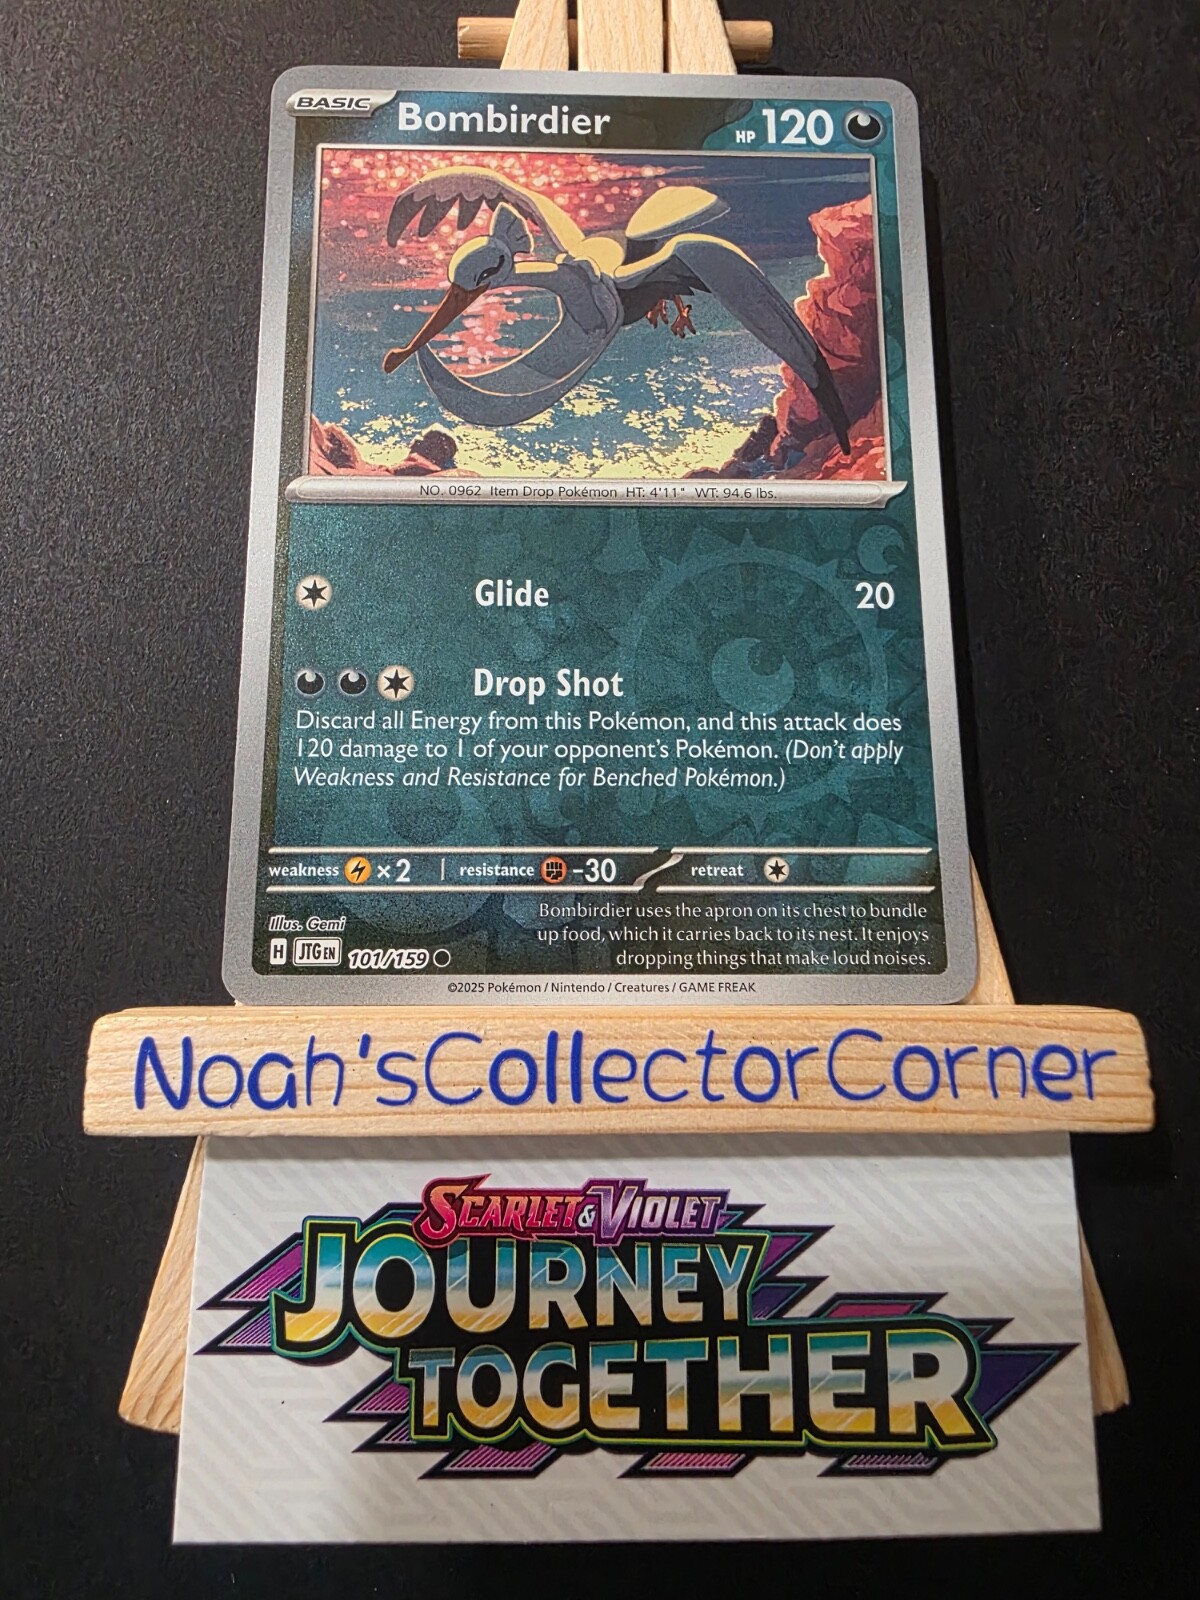 BASIC
Bombirdier
HP 120
NO. 0962 Item Drop Pokémon HT: 4'11" WT: 94.6 lbs.
Glide 20
Drop Shot
Discard all Energy from this Pokémon, and this attack does
120 damage to 1 of your opponent's Pokémon. (Don't apply
Weakness and Resistance for Benched Pokémon.)
weakness ×2 resistance -30 retreat
Illus. Gemi
Bombirdier uses the apron on its chest to bundle
up food, which it carries back to its nest. It enjoys
dropping things that make loud noises.
H JTG EN 101/159
©2025 Pokémon / Nintendo / Creatures / GAME FREAK
Noah'sCollectorCorner
SCARLET & VIOLET
JOURNEY
TOGETHER